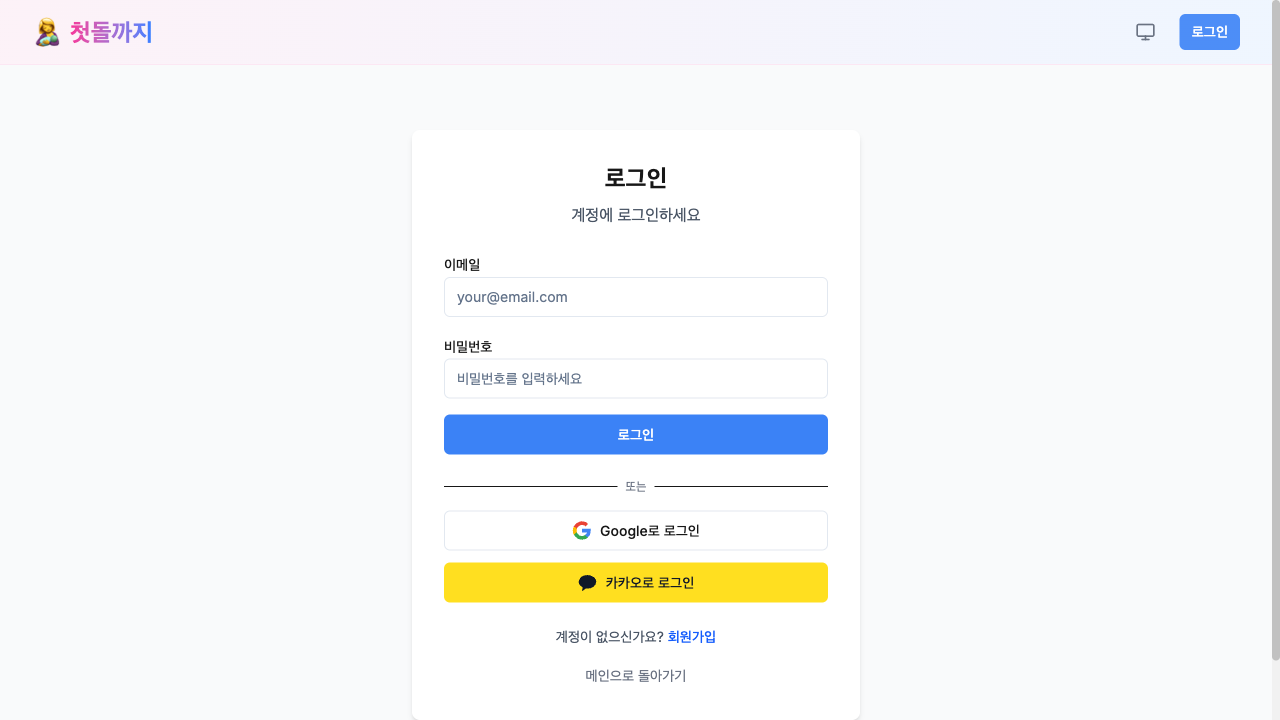 첫돌까지
로그인
로그인
계정에 로그인하세요
이메일
your@email.com
비밀번호
비밀번호를 입력하세요
로그인
또는
Google로 로그인
카카오로 로그인
계정이 없으신가요? 회원가입
메인으로 돌아가기